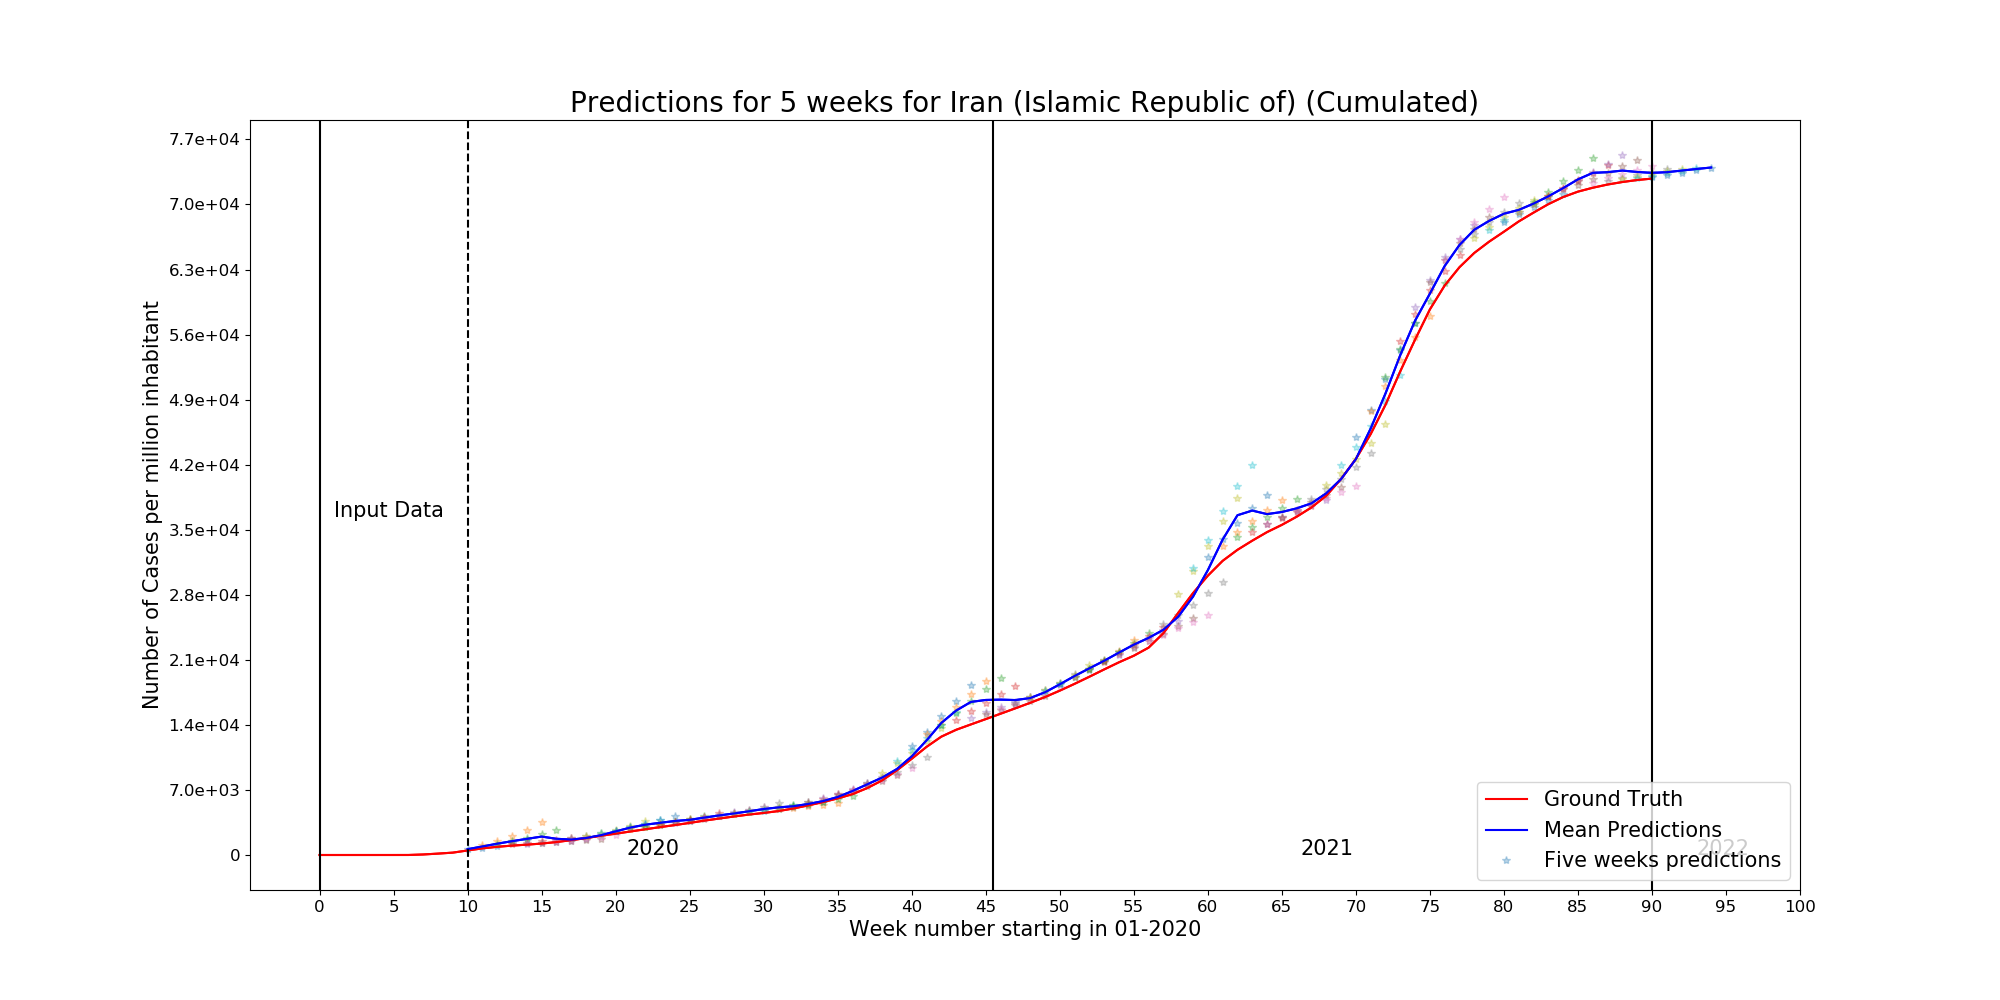 Predictions for 5 weeks for Iran (Islamic Republic of) (Cumulated)
7.7e+04
7.0e+04
6.3e+04
5.6e+04
4.9e+04
4.2e+04
3.5e+04
2.8e+04
2.1e+04
1.4e+04
7.0e+03
0
Number of Cases per million inhabitant
Input Data
2020
2021
2022
Ground Truth
Mean Predictions
Five weeks predictions
0 5 10 15 20 25 30 35 40 45 50 55 60 65 70 75 80 85 90 95 100
Week number starting in 01-2020